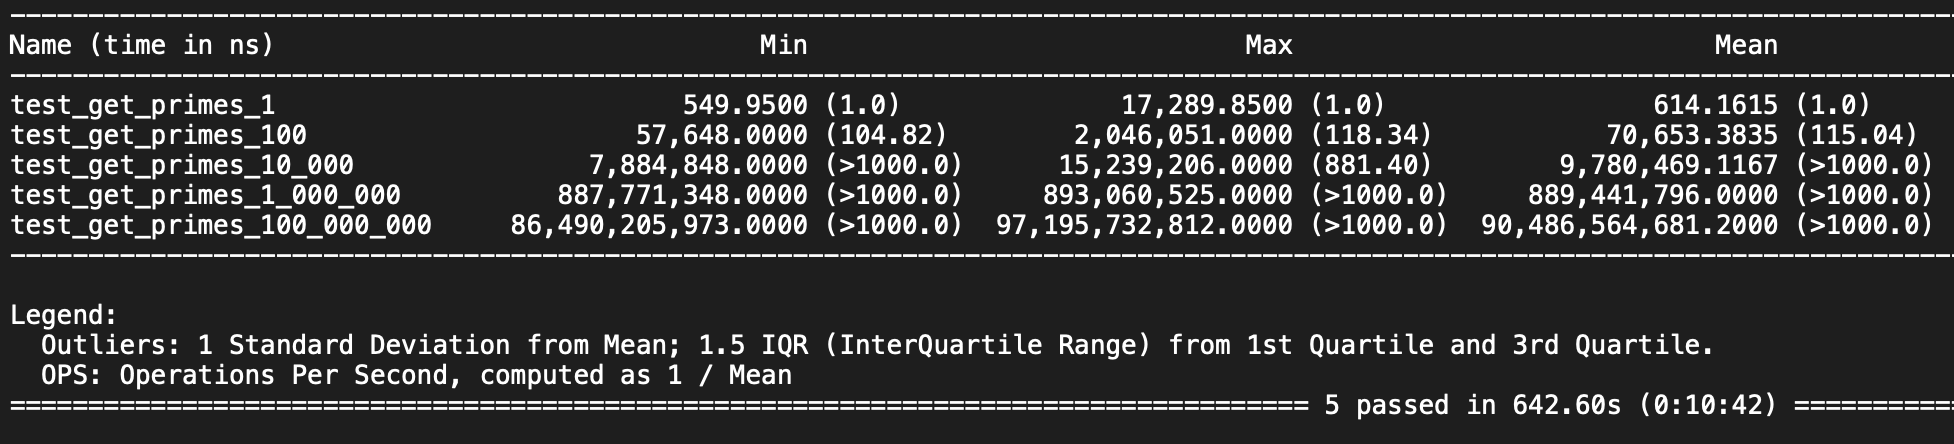 Name (time in ns) Min Max Mean
test_get_primes_1 549.9500 (1.0) 17,289.8500 (1.0) 614.1615 (1.0)
test_get_primes_100 57,648.0000 (104.82) 2,046,051.0000 (118.34) 70,653.3835 (115.04)
test_get_primes_10_000 7,884,848.0000 (>1000.0) 15,239,206.0000 (881.40) 9,780,469.1167 (>1000.0)
test_get_primes_1_000_000 887,771,348.0000 (>1000.0) 893,060,525.0000 (>1000.0) 889,441,796.0000 (>1000.0)
test_get_primes_100_000_000 86,490,205,973.0000 (>1000.0) 97,195,732,812.0000 (>1000.0) 90,486,564,681.2000 (>1000.0)
Legend:
Outliers: 1 Standard Deviation from Mean; 1.5 IQR (InterQuartile Range) from 1st Quartile and 3rd Quartile.
OPS: Operations Per Second, computed as 1 / Mean
5 passed in 642.60s (0:10:42)